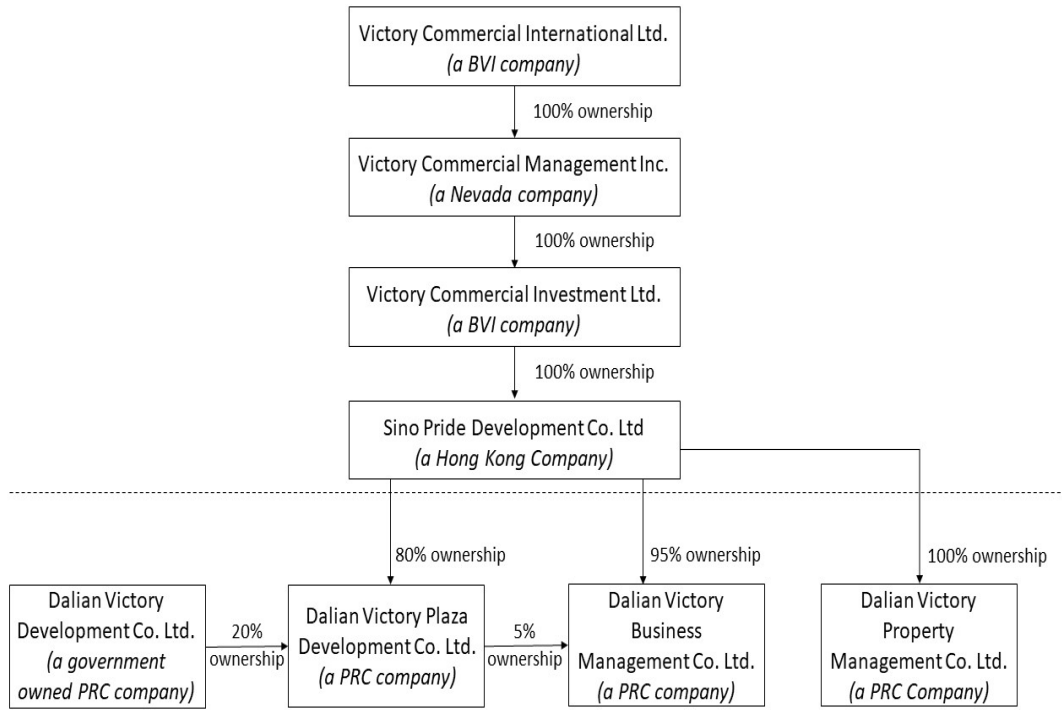 Victory Commercial International Ltd.
(a BVI company)
100% ownership
Victory Commercial Management Inc.
(a Nevada company)
100% ownership
Victory Commercial Investment Ltd.
(a BVI company)
100% ownership
Sino Pride Development Co. Ltd
(a Hong Kong Company)
80% ownership
95% ownership
100% ownership
Dalian Victory
Development Co. Ltd.
(a government
owned PRC company)
20%
ownership
Dalian Victory Plaza
Development Co. Ltd.
(a PRC company)
5%
ownership
Dalian Victory
Business
Management Co. Ltd.
(a PRC company)
Dalian Victory
Property
Management Co. Ltd.
(a PRC Company)